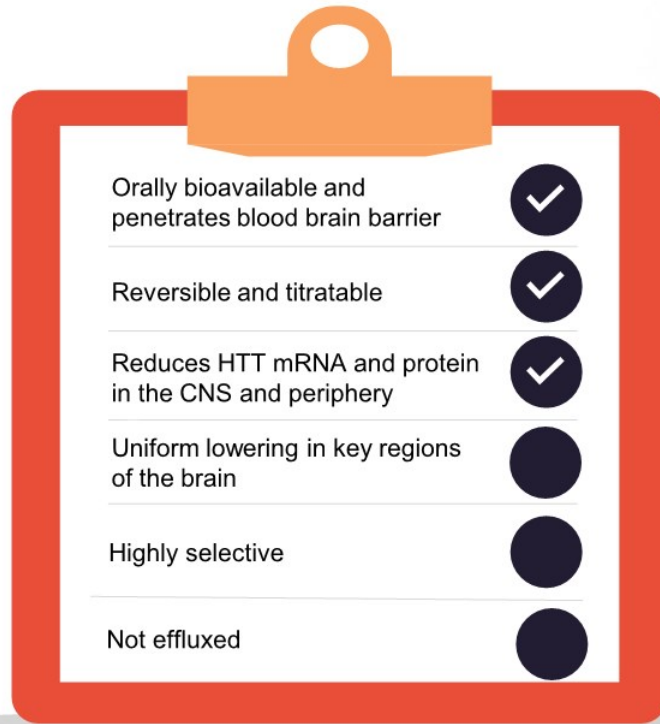 Orally bioavailable and
penetrates blood brain barrier
Reversible and titratable
Reduces HTT mRNA and protein
in the CNS and periphery
Uniform lowering in key regions
of the brain
Highly selective
Not effluxed